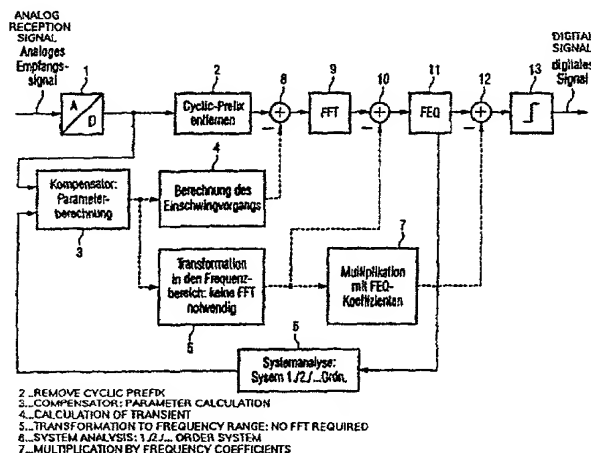 ANALOG
RECEPTION
SIGNAL
Analoges
Empfangs-
signal
1
A
D
2
Cyclic-Prefix
entfernen
8
9
FFT
10
11
FEQ
12
13
DIGITAL
SIGNAL
digitales
Signal
Kompensator:
Parameter-
berechnung
3
4
Berechnung des
Einschwingvorgangs
Transformation
in den Frequenz-
bereich: keine FFT
notwendig
5
7
Multiplikation
mit FEQ-
Koeffizienten
6
Systemanalyse:
Sysem 1./2./... Ordn.
2...REMOVE CYCLIC PREFIX
3...COMPENSATOR: PARAMETER CALCULATION
4...CALCULATION OF TRANSIENT
5...TRANSFORMATION TO FREQUENCY RANGE: NO FFT REQUIRED
6...SYSTEM ANALYSIS: 1./2./... ORDER SYSTEM
7...MULTIPLICATION BY FREQUENCY COEFFICIENTS